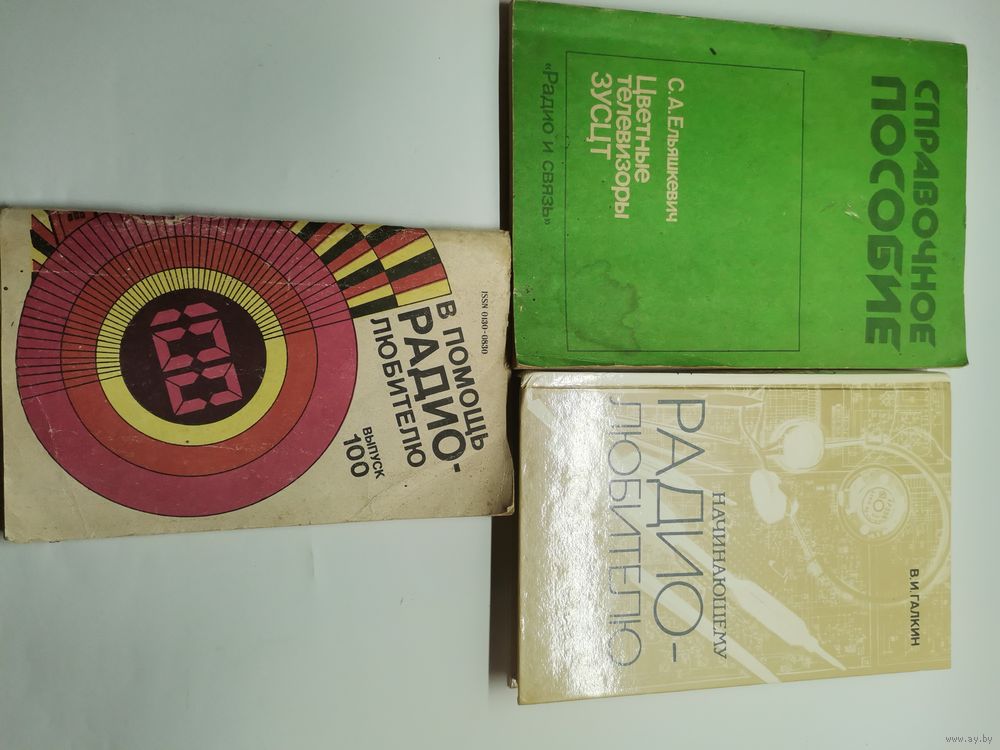 ISSN 0130-0830
В ПОМОЩЬ
РАДИО-
ЛЮБИТЕЛЮ
ВЫПУСК
100
100
СПРАВОЧНОЕ
ПОСОБИЕ
С. А. Ельяшкевич
Цветные
телевизоры
ЗУСЦТ
«Радио и связь»
В.И.ГАЛКИН
НАЧИНАЮЩЕМУ
РАДИО-
ЛЮБИТЕЛЮ
www.ay.by